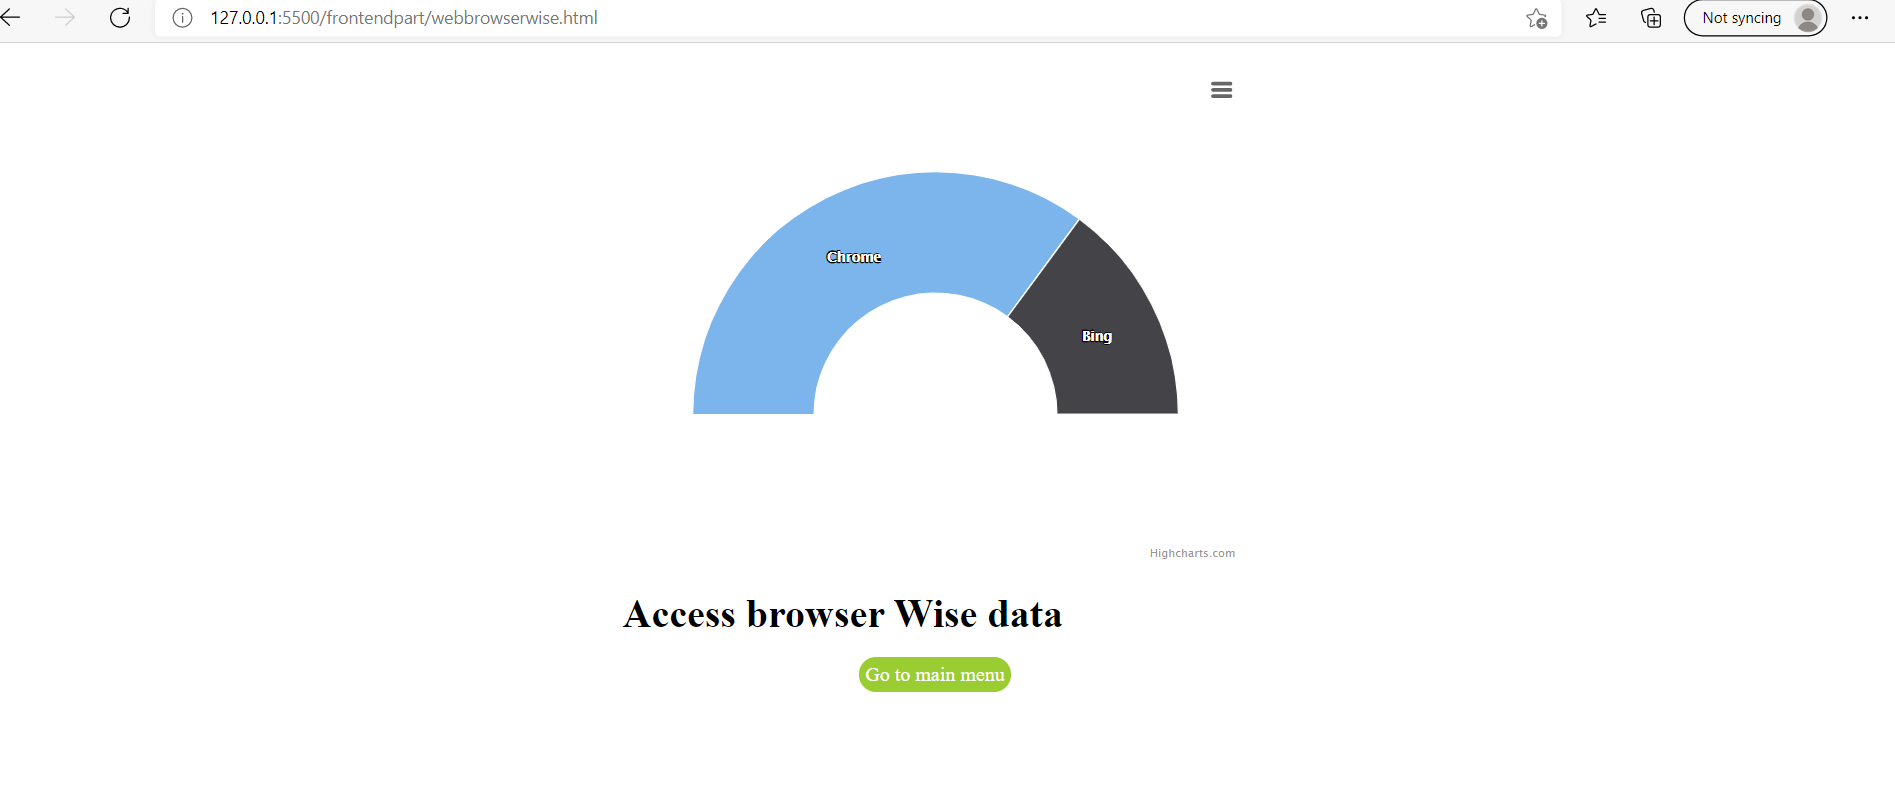 127.0.0.1:5500/frontendpart/webbrowserwise.html
Not syncing
Chrome
Bing
Highcharts.com
Access browser Wise data
Go to main menu